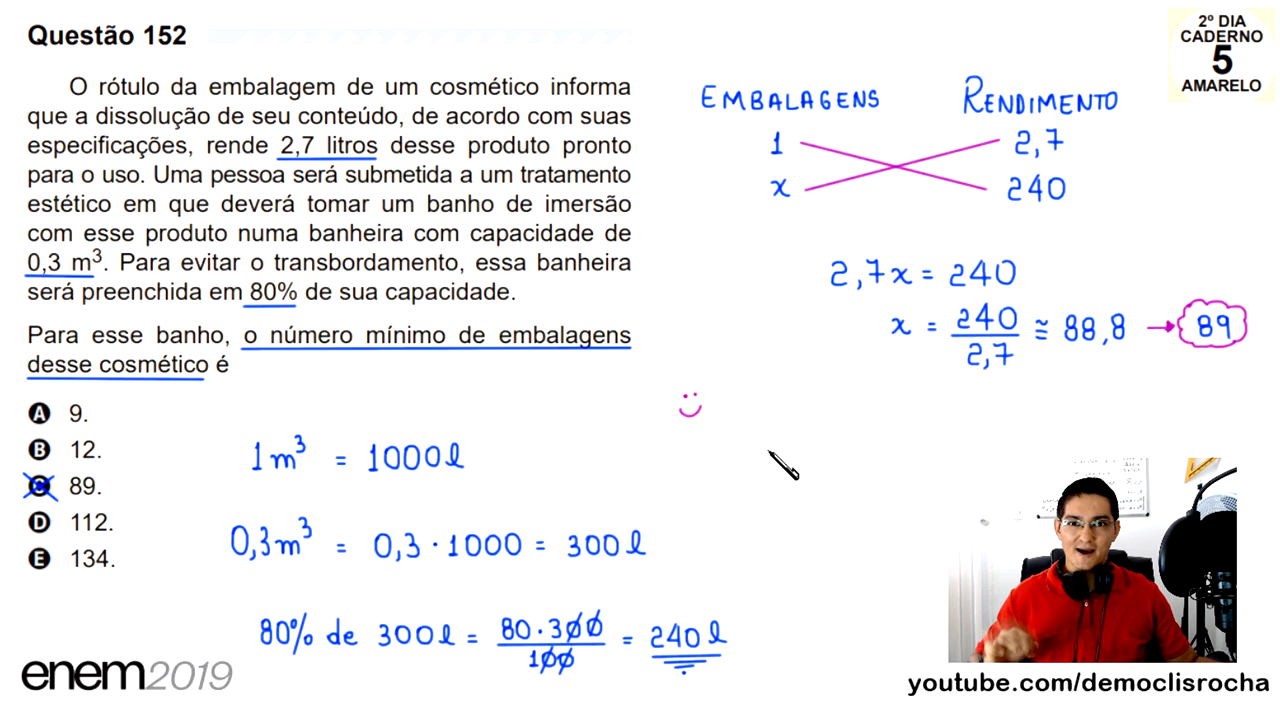 Questão 152
O rótulo da embalagem de um cosmético informa
que a dissolução de seu conteúdo, de acordo com suas
especificações, rende 2,7 litros desse produto pronto
para o uso. Uma pessoa será submetida a um tratamento
estético em que deverá tomar um banho de imersão
com esse produto numa banheira com capacidade de
0,3 m³. Para evitar o transbordamento, essa banheira
será preenchida em 80% de sua capacidade.
Para esse banho, o número mínimo de embalagens
desse cosmético é
A 9.
B 12.
C 89.
D 112.
E 134.
1m³ = 1000l
0,3m³ = 0,3 · 1000 = 300l
80% de 300l = 80·300/100 = 240l
enem2019
2º DIA
CADERNO
5
AMARELO
EMBALAGENS RENDIMENTO
1 2,7
x 240
2,7x = 240
x = 240/2,7 ≅ 88,8 → 89
youtube.com/democlisrocha